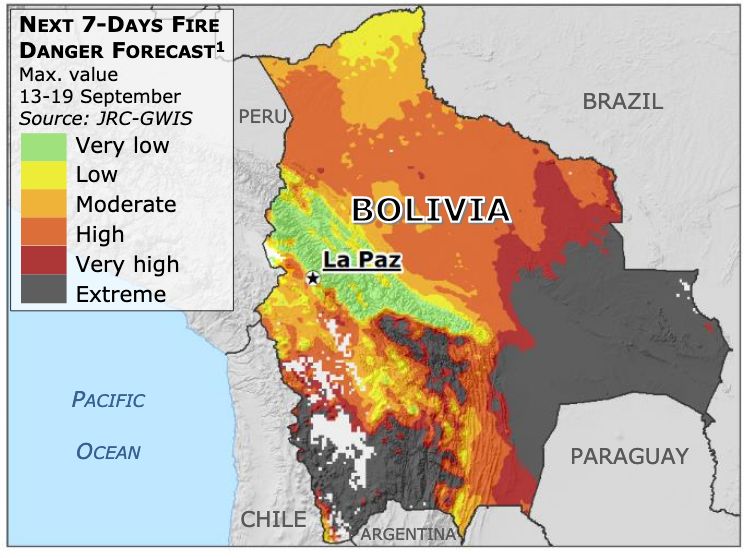 NEXT 7-DAYS FIRE
DANGER FORECAST¹
Max. value
13-19 September
Source: JRC-GWIS
Very low
Low
Moderate
High
Very high
Extreme
PERU
BRAZIL
BOLIVIA
La Paz
PACIFIC
OCEAN
PARAGUAY
CHILE
ARGENTINA